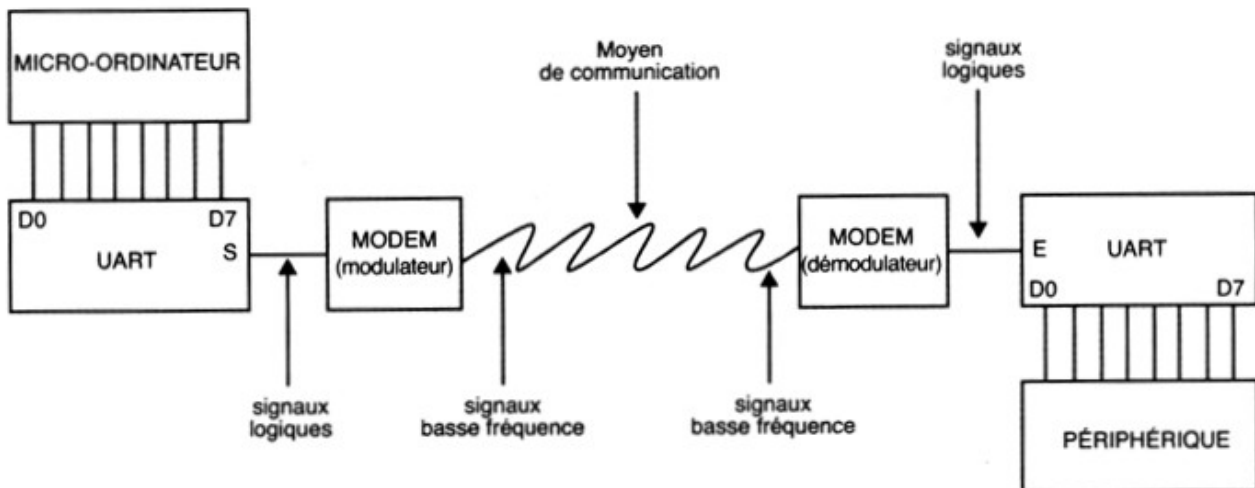 MICRO-ORDINATEUR
D0 D7
UART S
signaux
logiques
MODEM
(modulateur)
signaux
basse fréquence
Moyen
de communication
signaux
basse fréquence
MODEM
(démodulateur)
signaux
logiques
E UART
D0 D7
PÉRIPHÉRIQUE